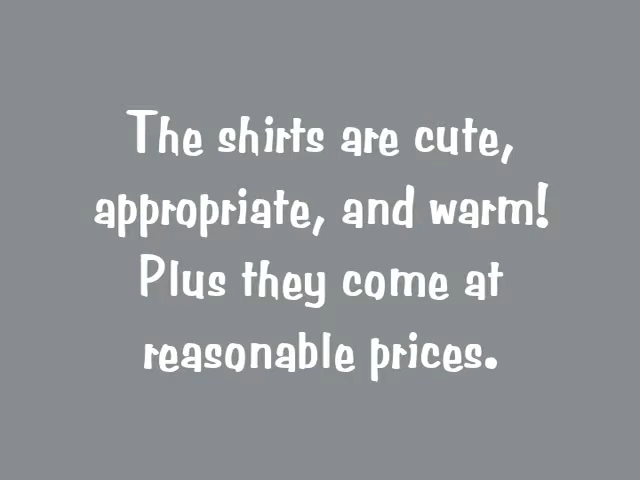 The shirts are cute,
appropriate, and warm!
Plus they come at
reasonable prices.